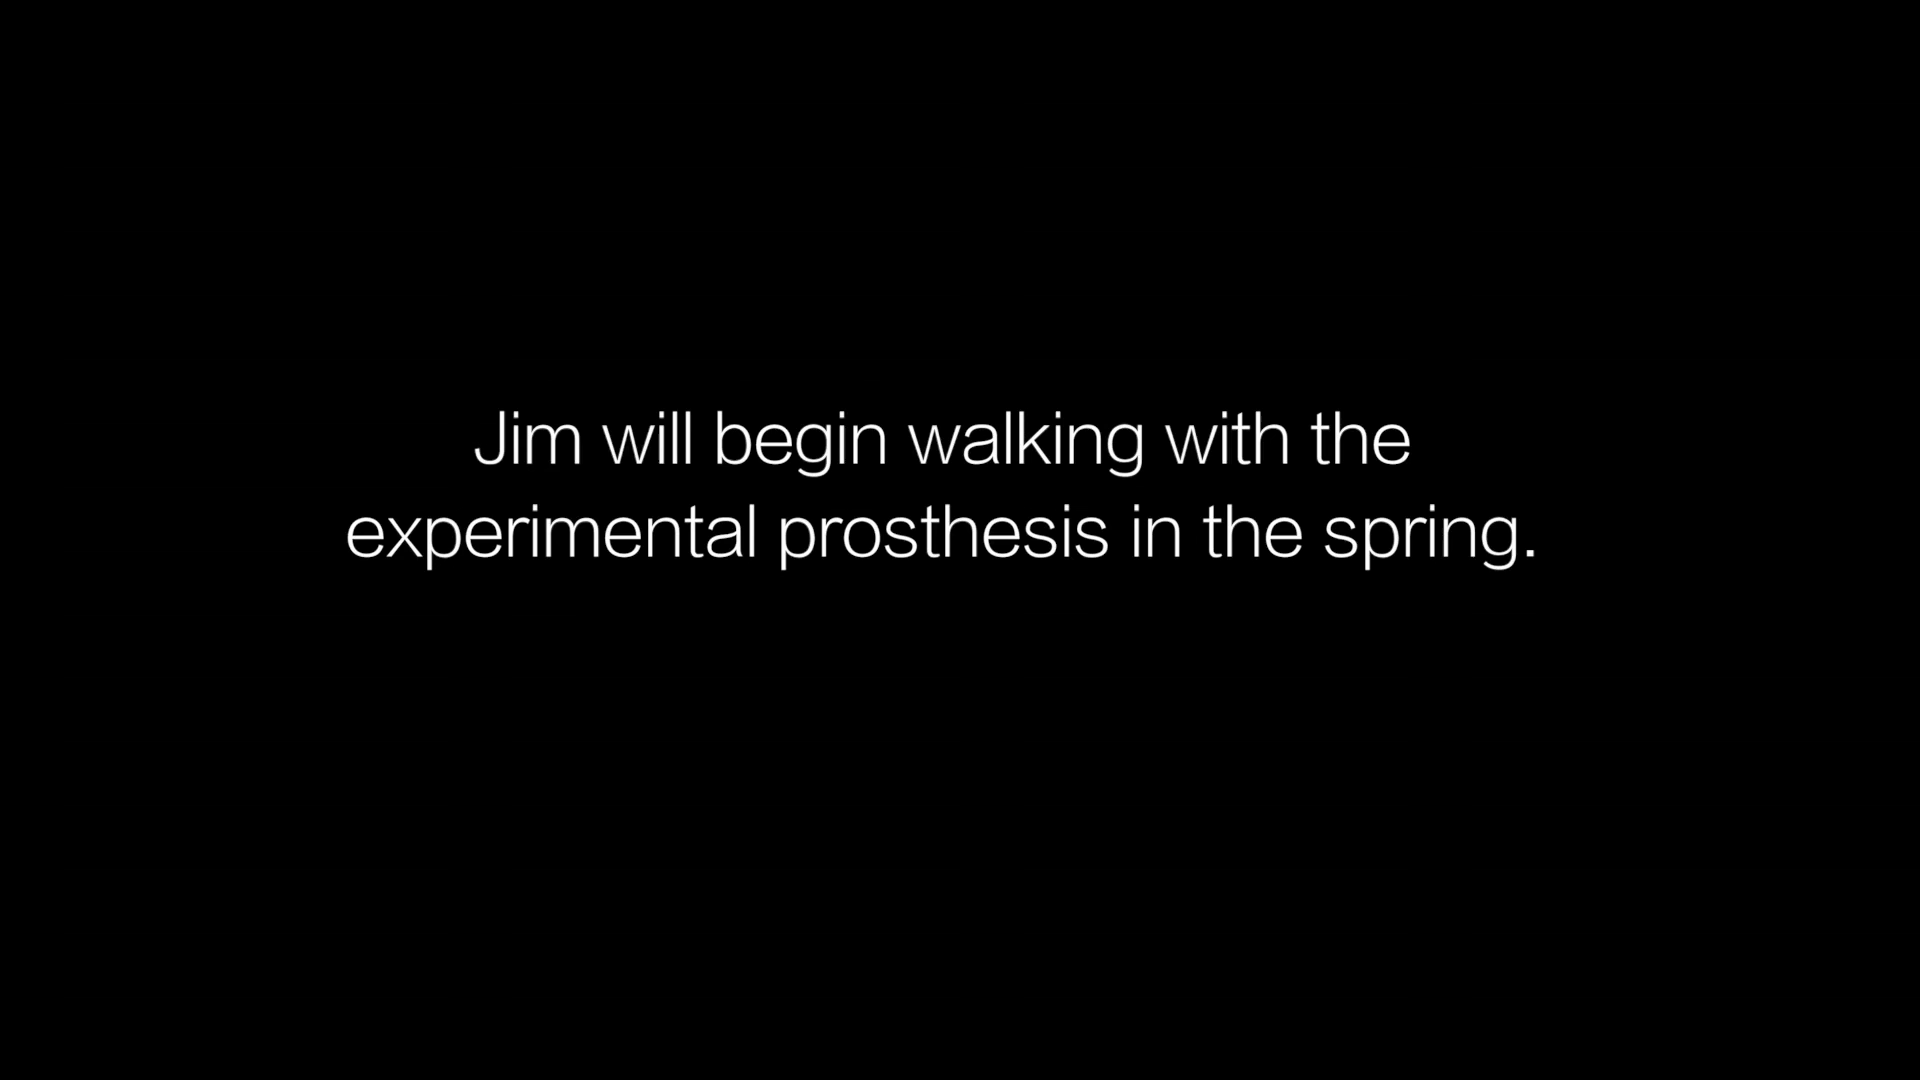 Jim will begin walking with the
experimental prosthesis in the spring.